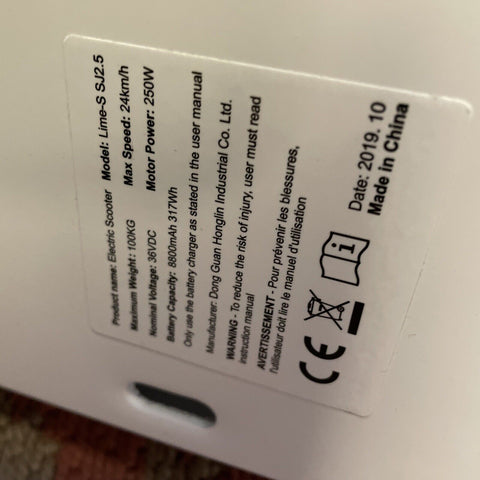 Product name: Electric Scooter Model: Lime-S SJ2.5
Maximum Weight: 100KG Max Speed: 24km/h
Nominal Voltage: 36VDC Motor Power: 250W
Battery Capacity: 8800mAh 317Wh
Only use the battery charger as stated in the user manual
Manufacturer: Dong Guan Honglin Industrial Co. Ltd.
WARNING - To reduce the risk of injury, user must read
instruction manual
AVERTISSEMENT - Pour prévenir les blessures,
l'utilisateur doit lire le manuel d'utilisation
CE
Date: 2019. 10
Made in China